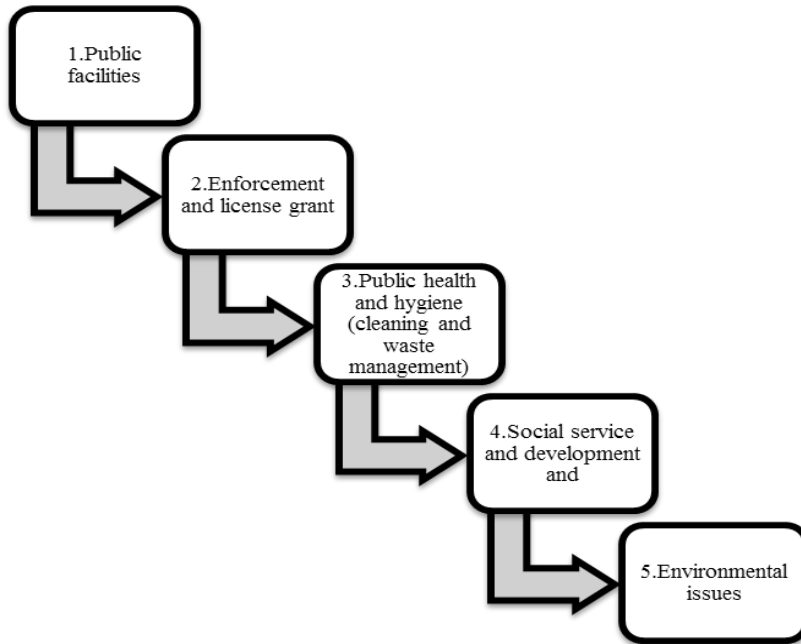 1.Public
facilities
2.Enforcement
and license grant
3.Public health
and hygiene
(cleaning and
waste
management)
4.Social service
and development
and
5.Environmental
issues